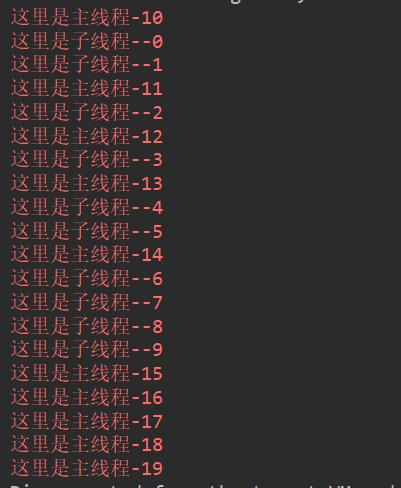 这里是主线程-10
这里是子线程--0
这里是子线程--1
这里是主线程-11
这里是子线程--2
这里是主线程-12
这里是子线程--3
这里是主线程-13
这里是子线程--4
这里是子线程--5
这里是主线程-14
这里是子线程--6
这里是子线程--7
这里是子线程--8
这里是子线程--9
这里是主线程-15
这里是主线程-16
这里是主线程-17
这里是主线程-18
这里是主线程-19